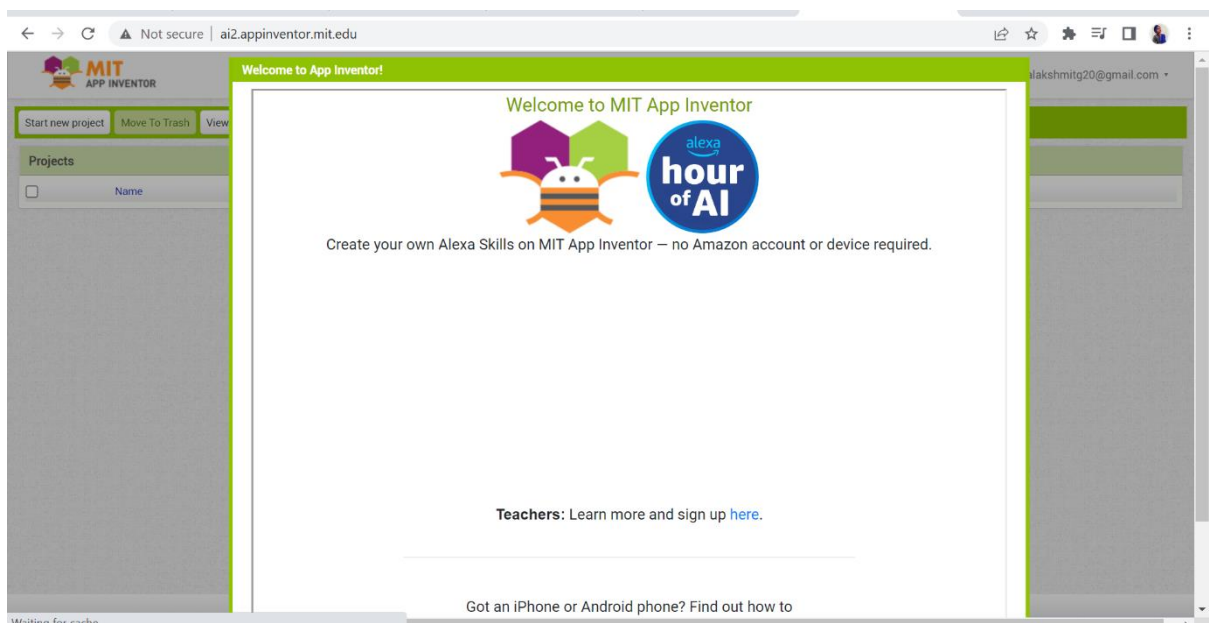 Not secure | ai2.appinventor.mit.edu
MIT
APP INVENTOR
Welcome to App Inventor!
alakshmitg20@gmail.com
Start new project Move To Trash View
Projects
Name
Welcome to MIT App Inventor
alexa
hour
of AI
Create your own Alexa Skills on MIT App Inventor — no Amazon account or device required.
Teachers: Learn more and sign up here.
Got an iPhone or Android phone? Find out how to
Waiting for cache